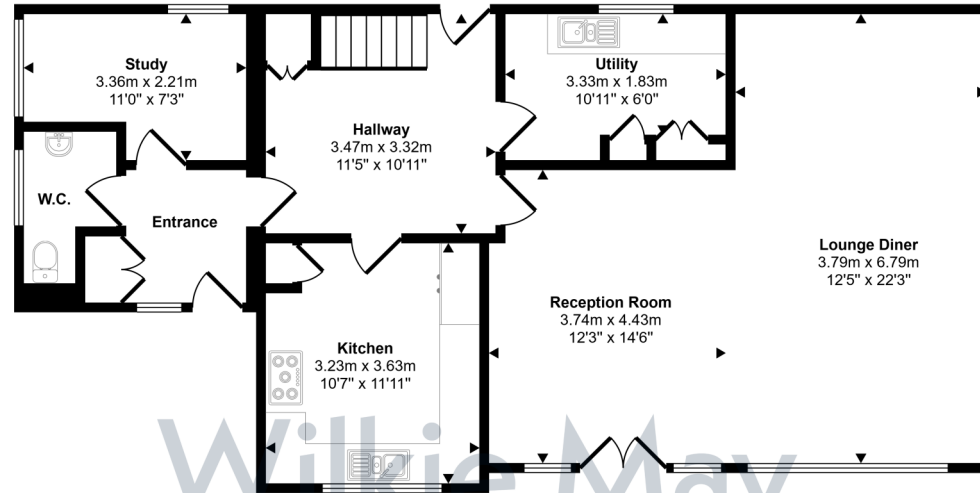 Study
3.36m x 2.21m
11'0" x 7'3"
Utility
3.33m x 1.83m
10'11" x 6'0"
Hallway
3.47m x 3.32m
11'5" x 10'11"
W.C.
Entrance
Lounge Diner
3.79m x 6.79m
12'5" x 22'3"
Reception Room
3.74m x 4.43m
12'3" x 14'6"
Kitchen
3.23m x 3.63m
10'7" x 11'11"
Wilkie May